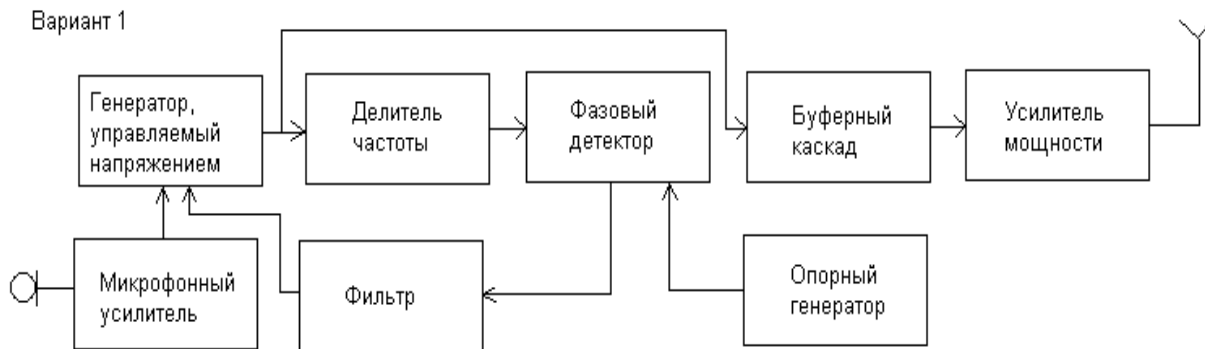 Вариант 1
Генератор,
управляемый
напряжением
Делитель
частоты
Фазовый
детектор
Буферный
каскад
Усилитель
мощности
Микрофонный
усилитель
Фильтр
Опорный
генератор